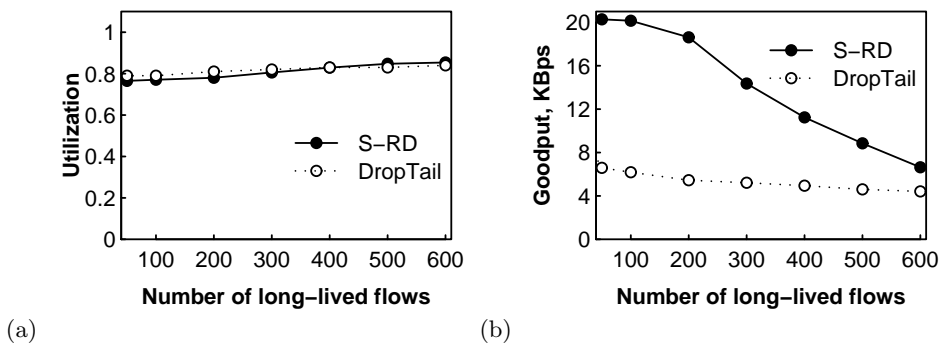 1
0.8
0.6
0.4
0.2
0
Utilization
S−RD
DropTail
100 200 300 400 500 600
Number of long−lived flows
(a)
20
16
12
8
4
0
Goodput, KBps
S−RD
DropTail
100 200 300 400 500 600
Number of long−lived flows
(b)